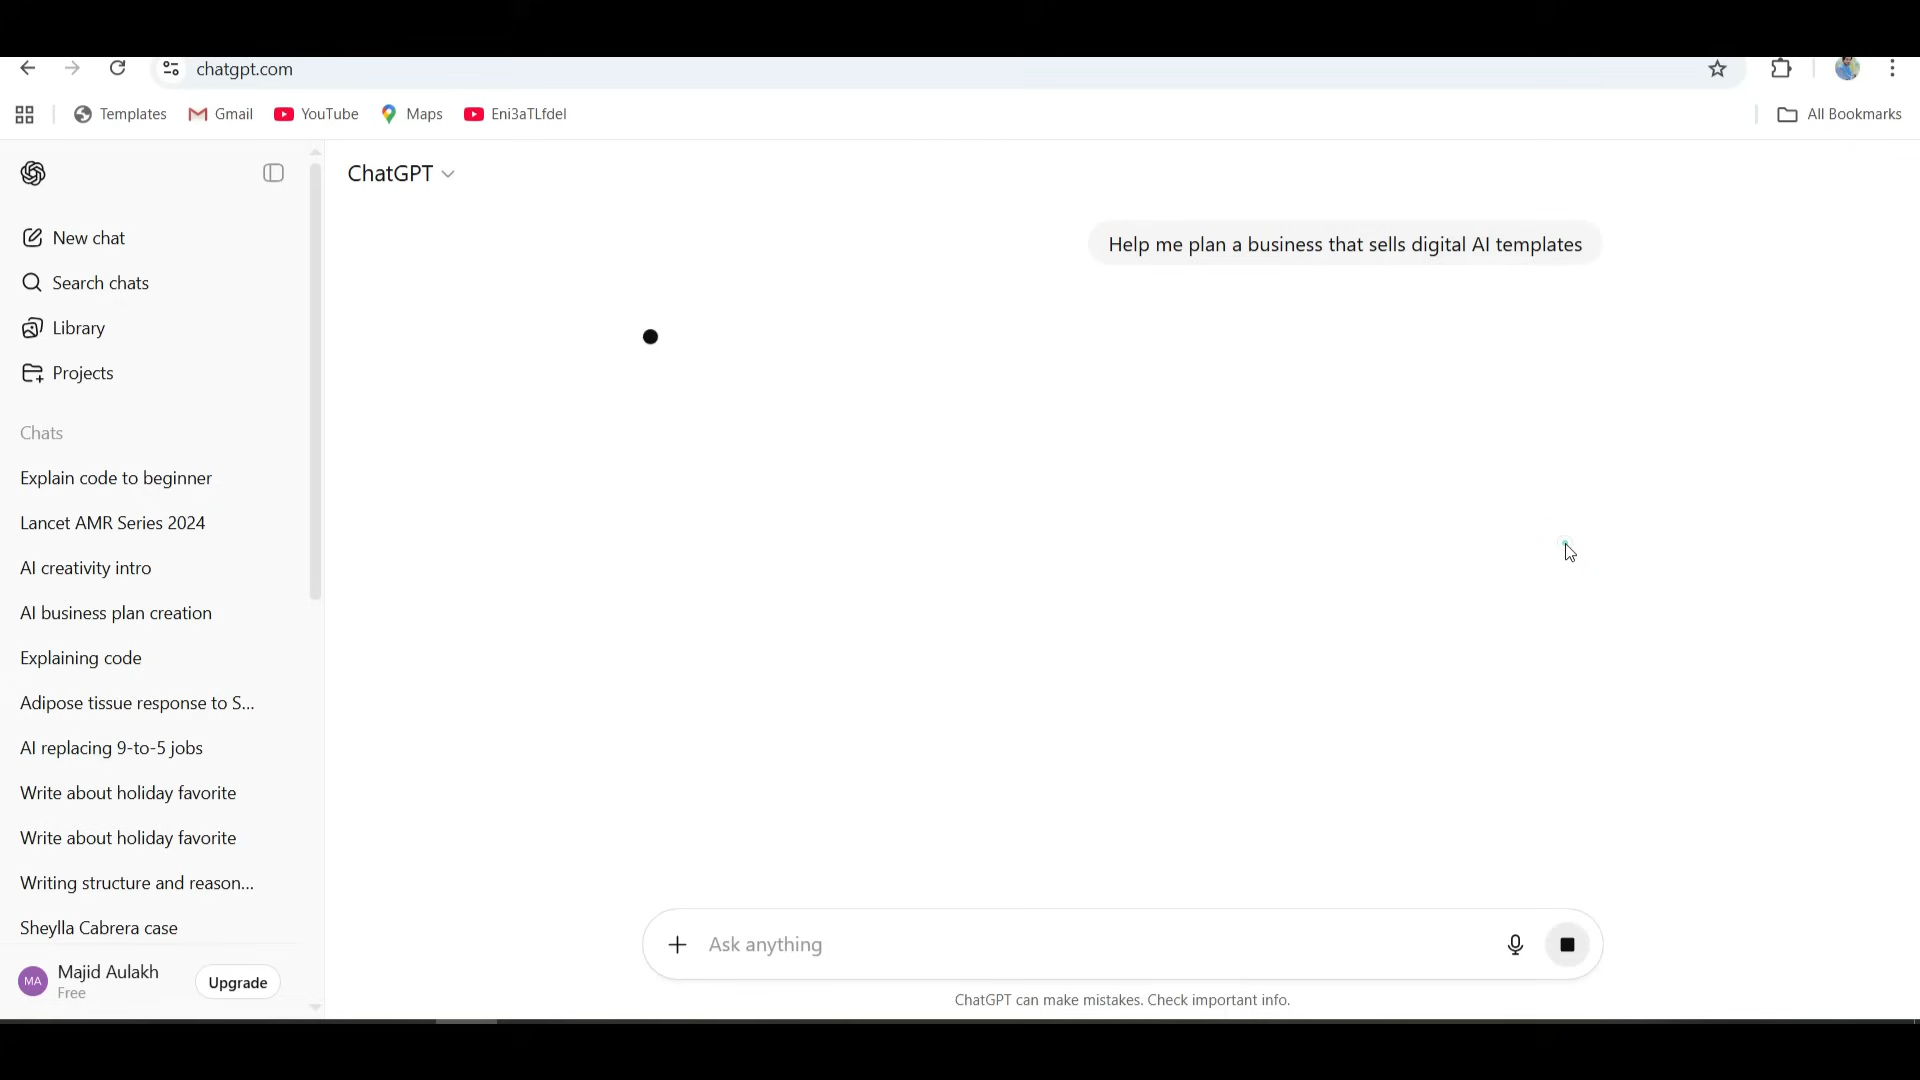 chatgpt.com
Templates
Gmail
YouTube
Maps
Eni3aTLfdel
All Bookmarks
ChatGPT
New chat
Search chats
Library
Projects
Chats
Explain code to beginner
Lancet AMR Series 2024
AI creativity intro
AI business plan creation
Explaining code
Adipose tissue response to S...
AI replacing 9-to-5 jobs
Write about holiday favorite
Write about holiday favorite
Writing structure and reason...
Sheylla Cabrera case
MA
Majid Aulakh
Free
Upgrade
Help me plan a business that sells digital AI templates
Ask anything
ChatGPT can make mistakes. Check important info.